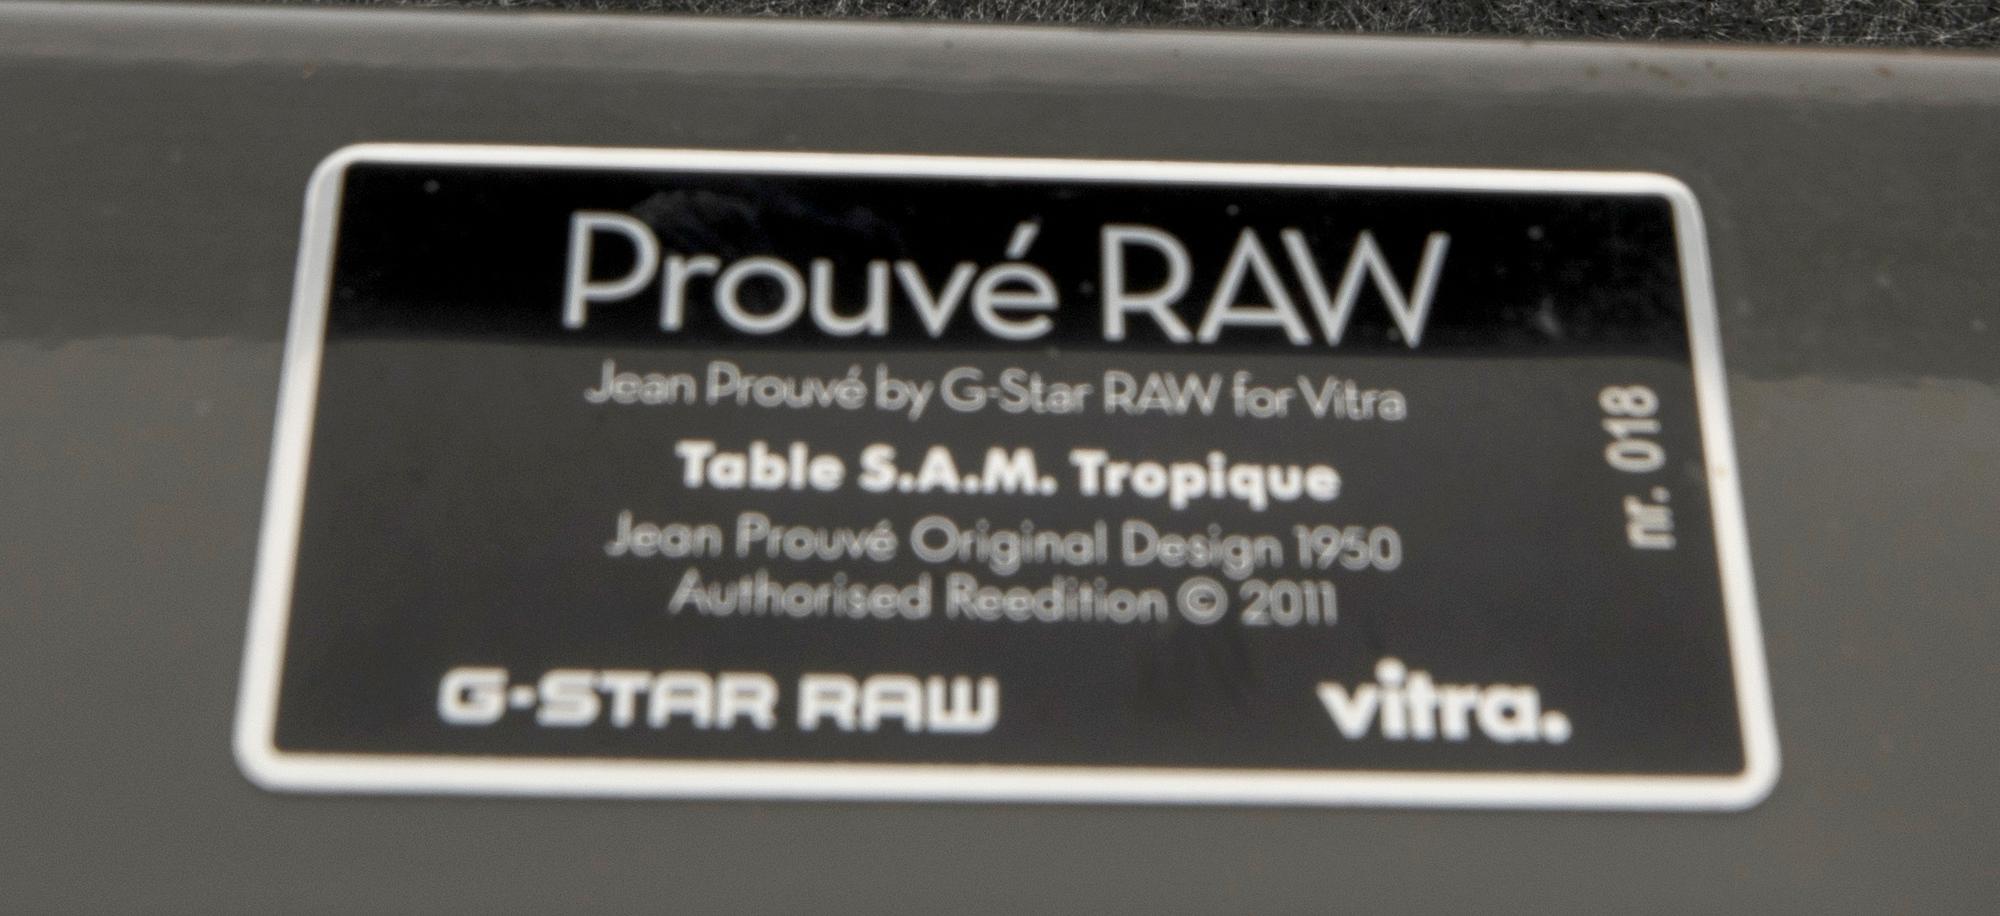 Prouvé RAW
Jean Prouvé by G-Star RAW for Vitra
Table S.A.M. Tropique
Jean Prouvé Original Design 1950
Authorised Reedition © 2011
G-STAR RAW
vitra.
nr. 018